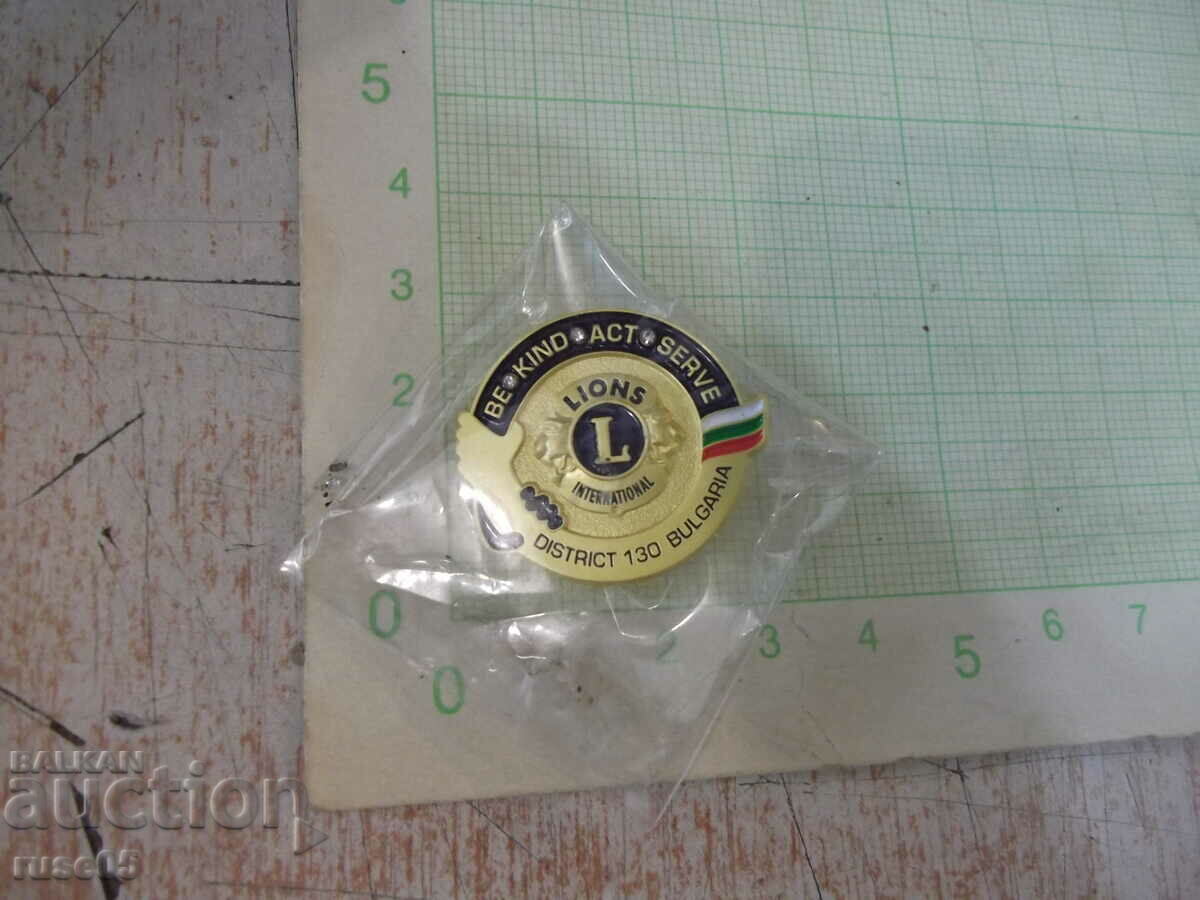 5
4
3
2
0
0
2
3
4
5
6
7
BE • KIND • ACT • SERVE
LIONS
L
INTERNATIONAL
DISTRICT 130 BULGARIA
BALKAN
auction
ruse05